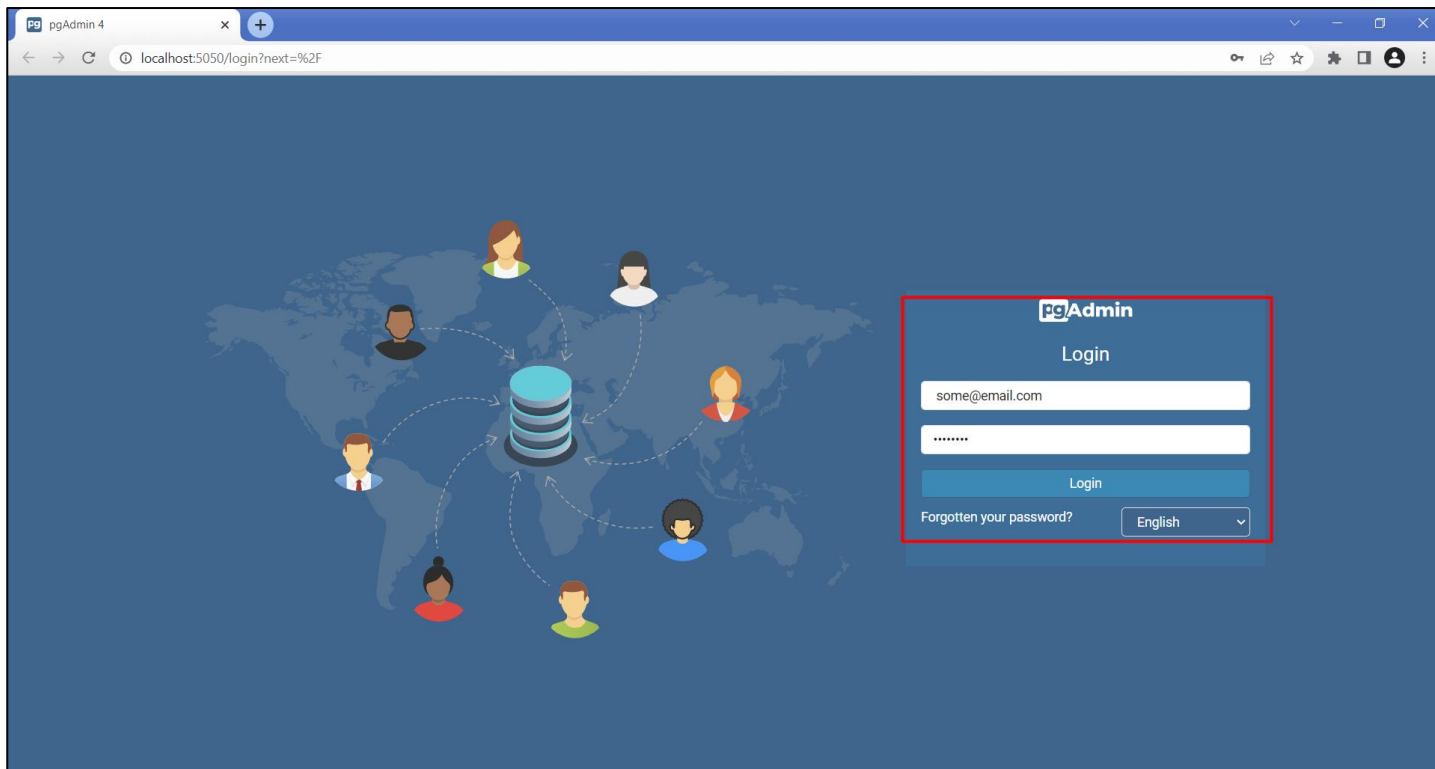 pgAdmin 4
localhost:5050/login?next=%2F
pgAdmin
Login
some@email.com
••••••••
Login
Forgotten your password?
English